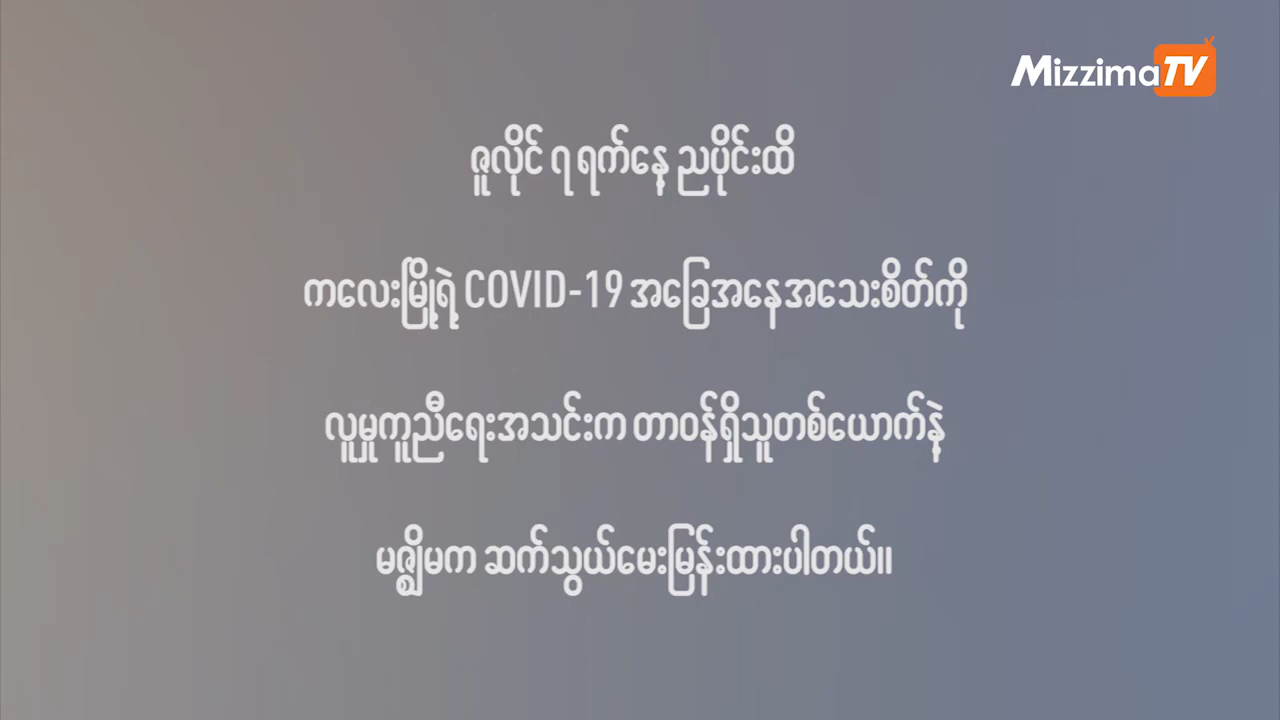 MizzimaTV
ဇူလိုင် ၇ ရက်နေ့ ညပိုင်းထိ
ကလေးမြို့ရဲ့ COVID-19 အခြေအနေအသေးစိတ်ကို
လူမှုကူညီရေးအသင်းက တာဝန်ရှိသူတစ်ယောက်နဲ့
မဇ္ဈိမက ဆက်သွယ်မေးမြန်းထားပါတယ်။